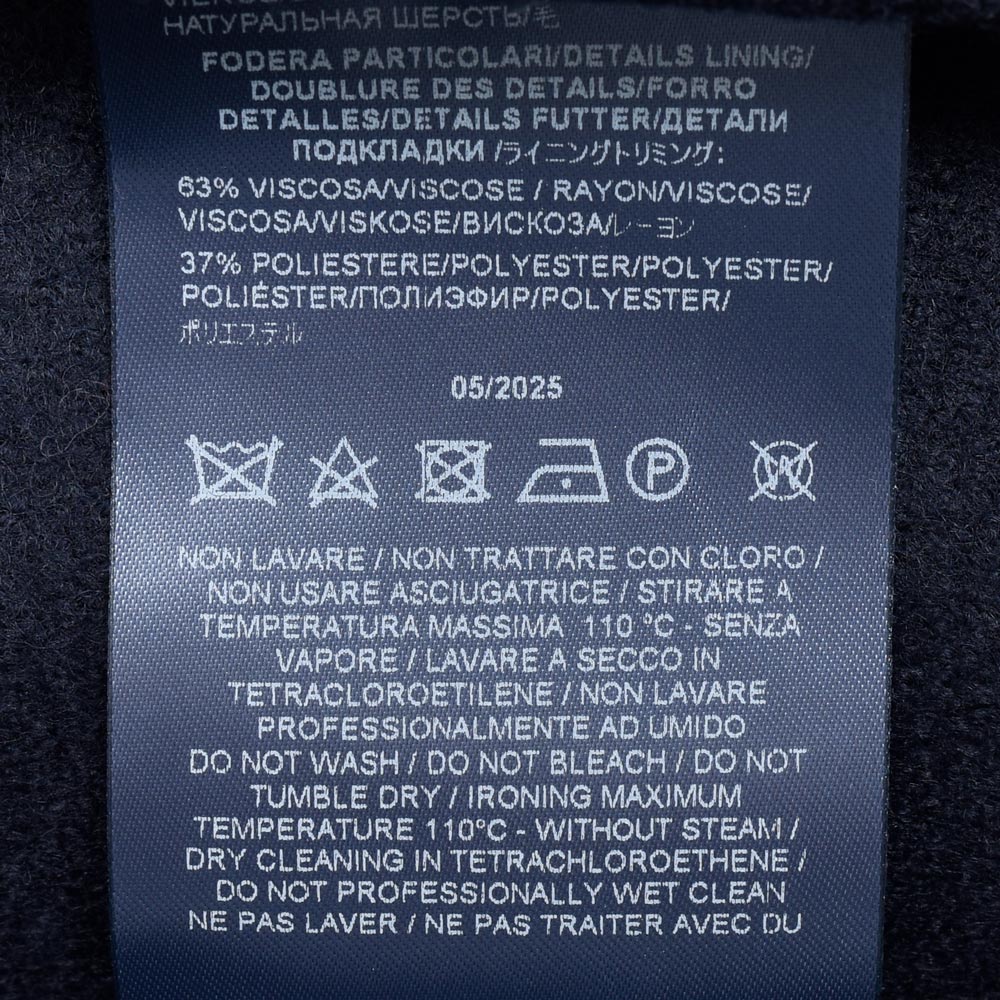 НАТУРАЛЬНАЯ ШЕРСТЬ/毛
FODERA PARTICOLARI/DETAILS LINING/
DOUBLURE DES DETAILS/FORRO
DETALLES/DETAILS FUTTER/ДЕТАЛИ
ПОДКЛАДКИ /ライニングトリミング:
63% VISCOSA/VISCOSE / RAYON/VISCOSE/
VISCOSA/VISKOSE/ВИСКОЗА/レーヨン
37% POLIESTERE/POLYESTER/POLYESTER/
POLIÉSTER/ПОЛИЭФИР/POLYESTER/
ポリエステル
05/2025
P
W
NON LAVARE / NON TRATTARE CON CLORO /
NON USARE ASCIUGATRICE / STIRARE A
TEMPERATURA MASSIMA 110 °C - SENZA
VAPORE / LAVARE A SECCO IN
TETRACLOROETILENE / NON LAVARE
PROFESSIONALMENTE AD UMIDO
DO NOT WASH / DO NOT BLEACH / DO NOT
TUMBLE DRY / IRONING MAXIMUM
TEMPERATURE 110°C - WITHOUT STEAM /
DRY CLEANING IN TETRACHLOROETHENE /
DO NOT PROFESSIONALLY WET CLEAN
NE PAS LAVER / NE PAS TRAITER AVEC DU